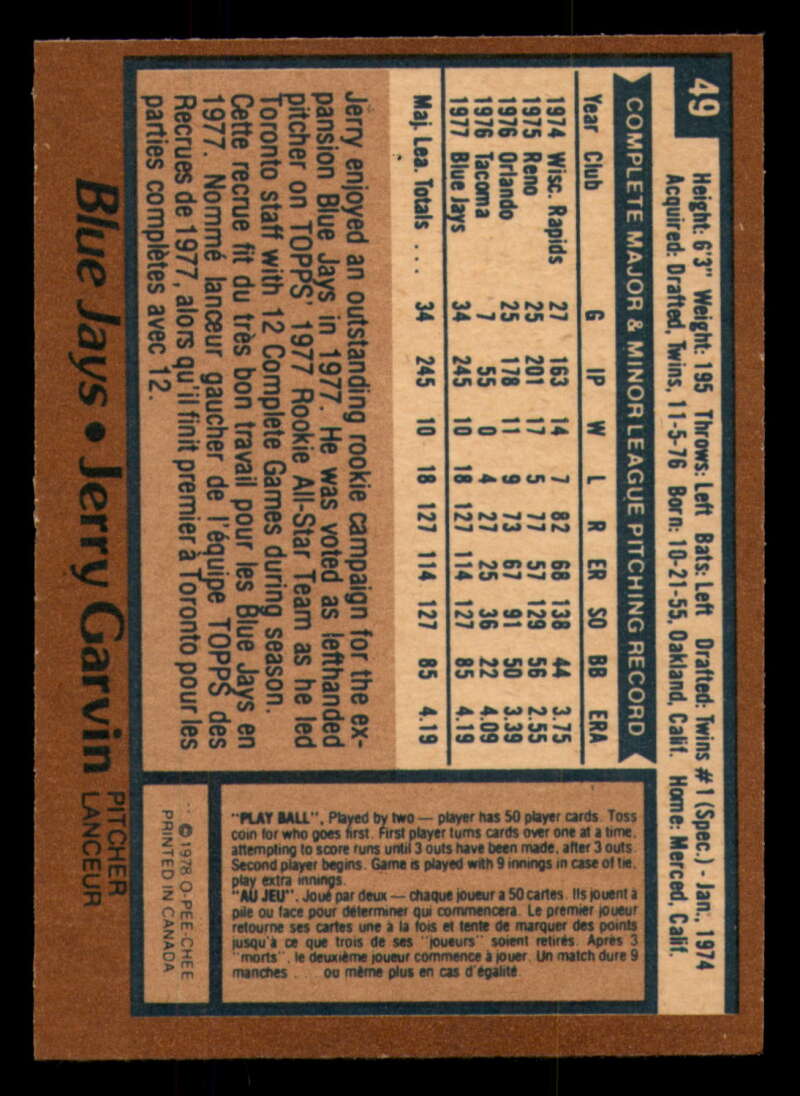 49
Height: 6'3" Weight: 195 Throws: Left Bats: Left Drafted: Twins #1 (Spec.) - Jan., 1974
Acquired: Drafted, Twins, 11-5-76 Born: 10-21-55, Oakland, Calif. Home: Merced, Calif.
COMPLETE MAJOR & MINOR LEAGUE PITCHING RECORD
Year Club G IP W L R ER SO BB ERA
1974 Wisc. Rapids 27 163 14 7 82 68 138 44 3.75
1975 Reno 25 201 17 5 77 57 129 56 2.55
1976 Orlando 25 178 11 9 73 67 91 50 3.39
1976 Tacoma 7 55 0 4 27 25 36 22 4.09
1977 Blue Jays 34 245 10 18 127 114 127 85 4.19
Maj. Lea. Totals ... 34 245 10 18 127 114 127 85 4.19
Jerry enjoyed an outstanding rookie campaign for the ex-
pansion Blue Jays in 1977. He was voted as lefthanded
pitcher on TOPPS' 1977 Rookie All-Star Team as he led
Toronto staff with 12 Complete Games during season.
Cette recrue fit du très bon travail pour les Blue Jays en
1977. Nommé lanceur gaucher de l'équipe TOPPS des
Recrues de 1977, alors qu'il finit premier à Toronto pour les
parties complètes avec 12.
"PLAY BALL", Played by two — player has 50 player cards. Toss
coin for who goes first. First player turns cards over one at a time,
attempting to score runs until 3 outs have been made, after 3 outs.
Second player begins. Game is played with 9 innings in case of tie,
play extra innings.
"AU JEU". Joué par deux — chaque joueur a 50 cartes. Ils jouent à
pile ou face pour déterminer qui commencera. Le premier joueur
retourne ses cartes une à la fois et tente de marquer des points
jusqu'à ce que trois de ses "joueurs" soient retirés. Après 3
"morts", le deuxième joueur commence à jouer. Un match dure 9
manches ... ou même plus en cas d'égalité.
© 1978 O-PEE-CHEE
PRINTED IN CANADA
Blue Jays • Jerry Garvin PITCHER
LANCEUR